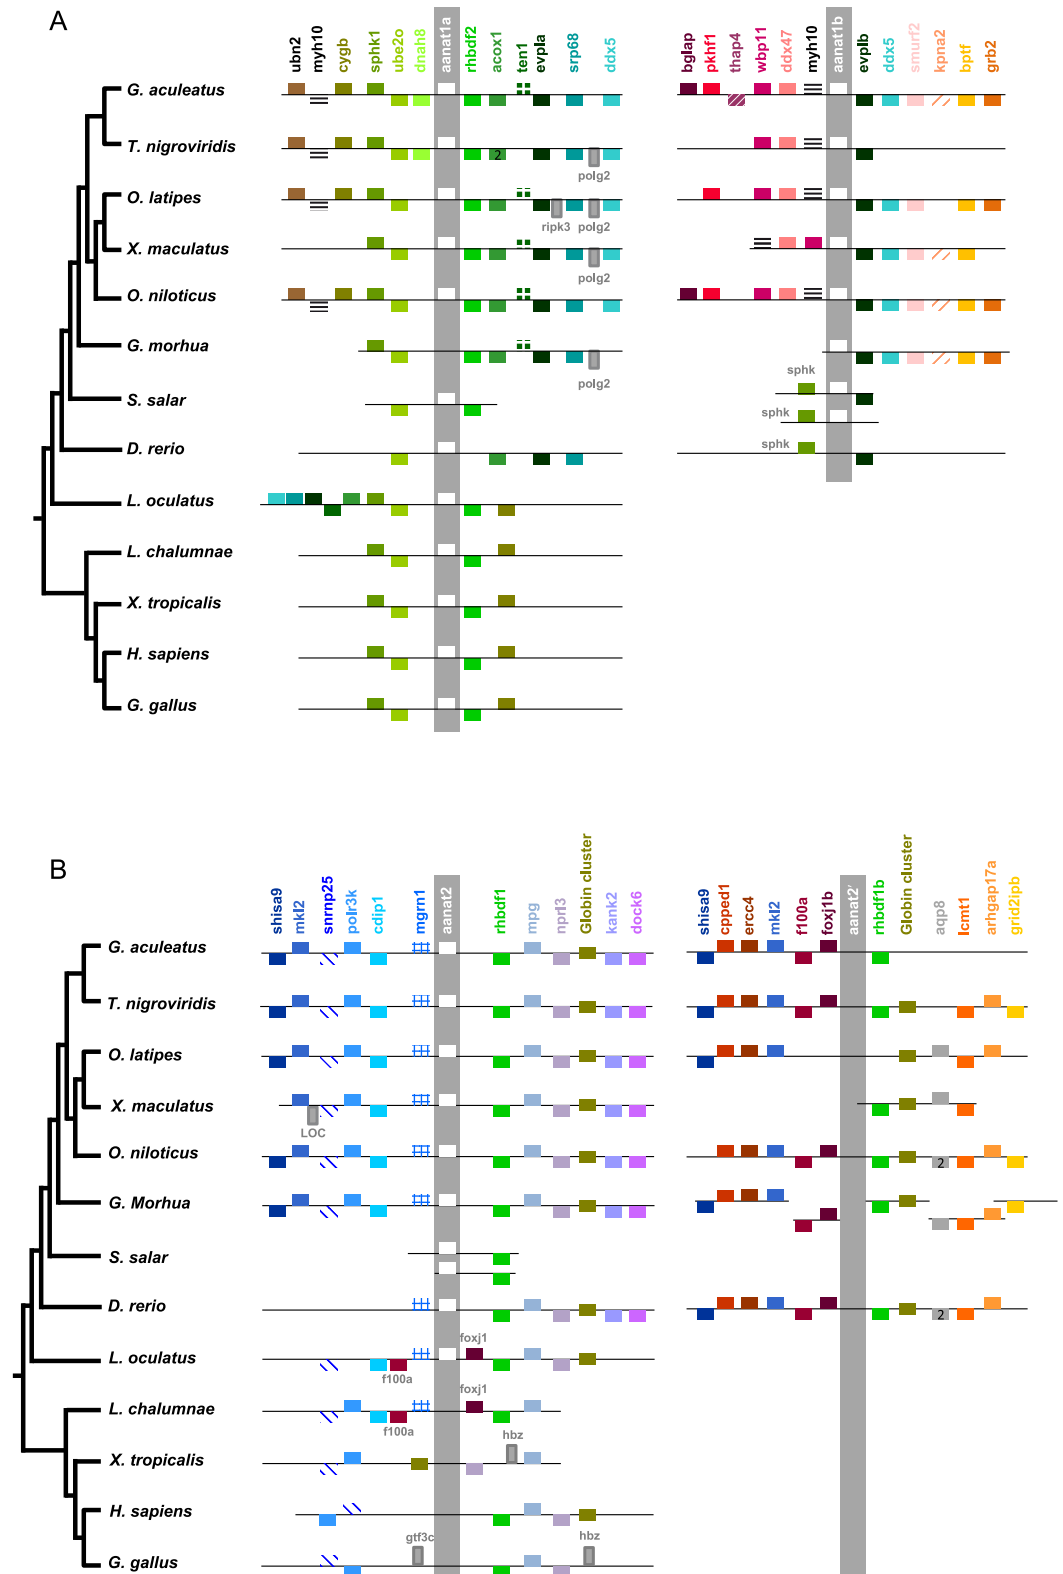 A
ubn2 myh10 cygb sphk1 ube2o dnah8 aanat1a rhbdf2 acox1 ten1 evpla srp68 ddx5
bglap pkhf1 thap4 wbp11 ddx47 myh10 aanat1b evplb ddx5 smurf2 kpna2 bptf grb2
G. aculeatus
T. nigroviridis
2
polg2
O. latipes
ripk3 polg2
X. maculatus
polg2
O. niloticus
G. morhua
polg2
sphk
S. salar
sphk
D. rerio
sphk
L. oculatus
L. chalumnae
X. tropicalis
H. sapiens
G. gallus
B
shisa9 mkl2 snrnp25 polr3k cdip1 mgrn1 aanat2 rhbdf1 mpg nprl3 Globin cluster kank2 dock6
shisa9 cpped1 ercc4 mkl2 f100a foxj1b aanat2' rhbdf1b Globin cluster aqp8 lcmt1 arhgap17a grid2ipb
G. aculeatus
T. nigroviridis
O. latipes
X. maculatus
LOC
O. niloticus
2
G. Morhua
S. salar
D. rerio
2
foxj1
L. oculatus
f100a
foxj1
L. chalumnae
f100a
hbz
X. tropicalis
H. sapiens
gtf3c hbz
G. gallus